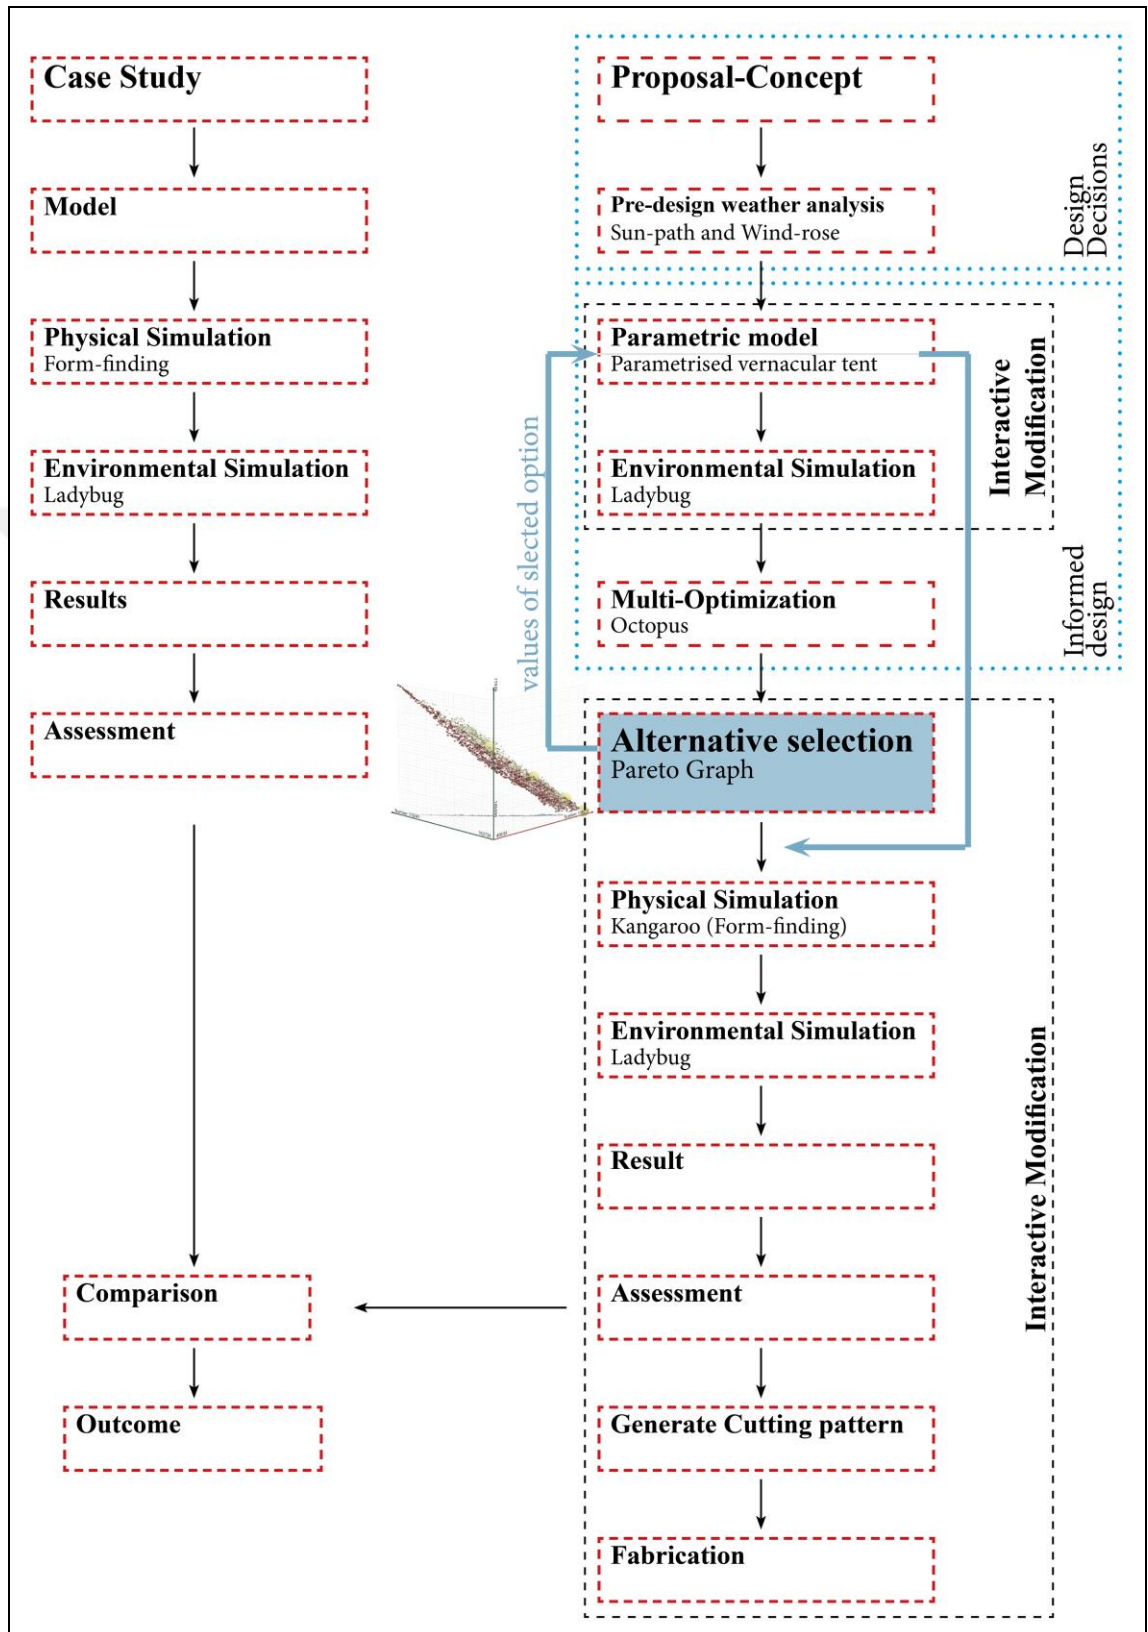 Case Study
Model
Physical Simulation
Form-finding
Environmental Simulation
Ladybug
Results
Assessment
Comparison
Outcome
Proposal-Concept
Pre-design weather analysis
Sun-path and Wind-rose
Design
Decisions
Parametric model
Parametrised vernacular tent
Environmental Simulation
Ladybug
Interactive
Modification
Multi-Optimization
Octopus
Informed
design
values of slected option
Alternative selection
Pareto Graph
Physical Simulation
Kangaroo (Form-finding)
Environmental Simulation
Ladybug
Result
Assessment
Generate Cutting pattern
Fabrication
Interactive Modification